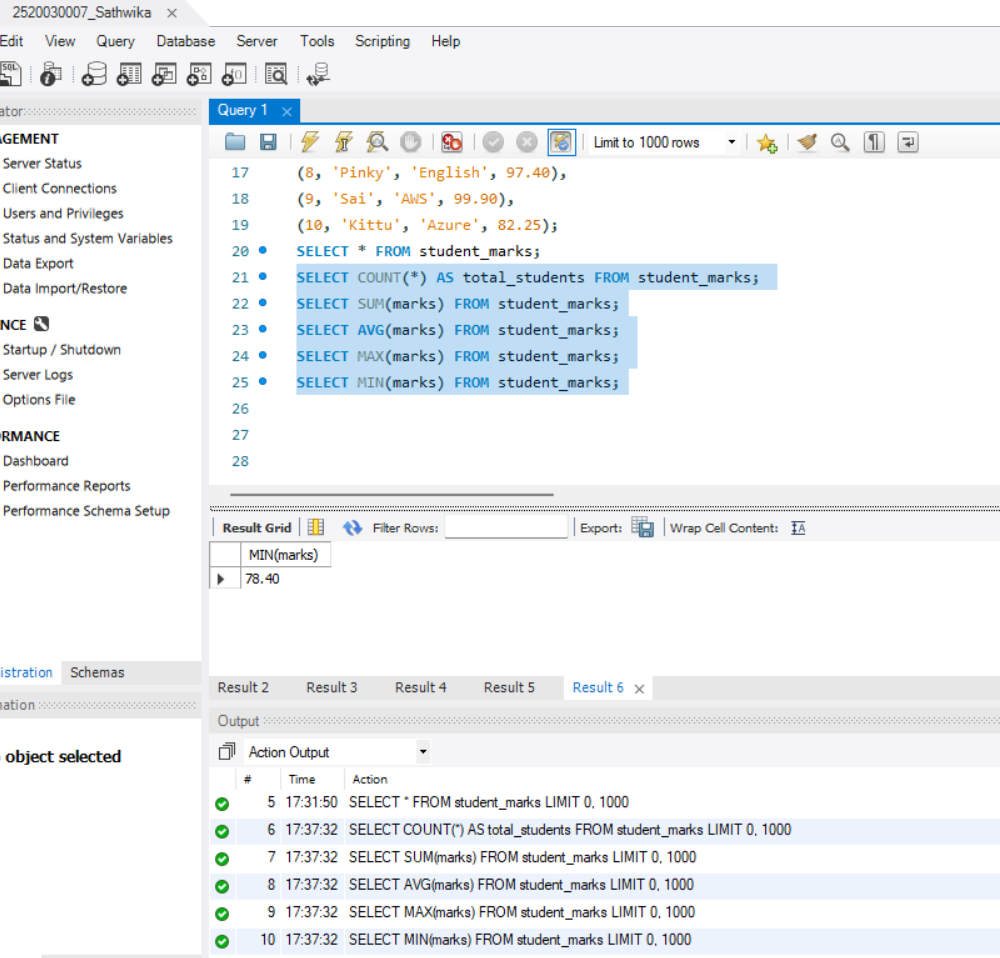 2520030007_Sathwika ×
Edit View Query Database Server Tools Scripting Help
Query 1
Limit to 1000 rows
AGEMENT
Server Status
Client Connections
Users and Privileges
Status and System Variables
Data Export
Data Import/Restore
NCE
Startup / Shutdown
Server Logs
Options File
RMANCE
Dashboard
Performance Reports
Performance Schema Setup
istration Schemas
object selected
17 (8, 'Pinky', 'English', 97.40),
18 (9, 'Sai', 'AWS', 99.90),
19 (10, 'Kittu', 'Azure', 82.25);
20 SELECT * FROM student_marks;
21 SELECT COUNT(*) AS total_students FROM student_marks;
22 SELECT SUM(marks) FROM student_marks;
23 SELECT AVG(marks) FROM student_marks;
24 SELECT MAX(marks) FROM student_marks;
25 SELECT MIN(marks) FROM student_marks;
26
27
28
Result Grid Filter Rows: Export: Wrap Cell Content:
MIN(marks)
78.40
Result 2 Result 3 Result 4 Result 5 Result 6
Output
Action Output
# Time Action
5 17:31:50 SELECT * FROM student_marks LIMIT 0, 1000
6 17:37:32 SELECT COUNT(*) AS total_students FROM student_marks LIMIT 0, 1000
7 17:37:32 SELECT SUM(marks) FROM student_marks LIMIT 0, 1000
8 17:37:32 SELECT AVG(marks) FROM student_marks LIMIT 0, 1000
9 17:37:32 SELECT MAX(marks) FROM student_marks LIMIT 0, 1000
10 17:37:32 SELECT MIN(marks) FROM student_marks LIMIT 0, 1000